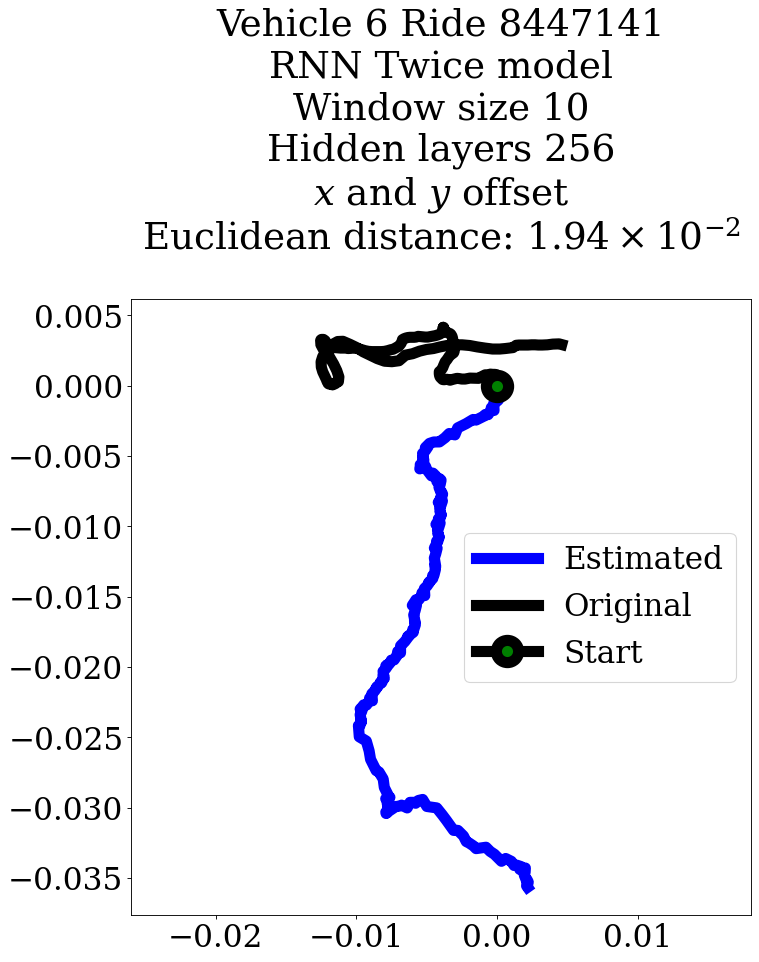 Vehicle 6 Ride 8447141
RNN Twice model
Window size 10
Hidden layers 256
x and y offset
Euclidean distance: 1.94 × 10⁻²
0.005
0.000
−0.005
−0.010
−0.015
−0.020
−0.025
−0.030
−0.035
Estimated
Original
Start
−0.02 −0.01 0.00 0.01